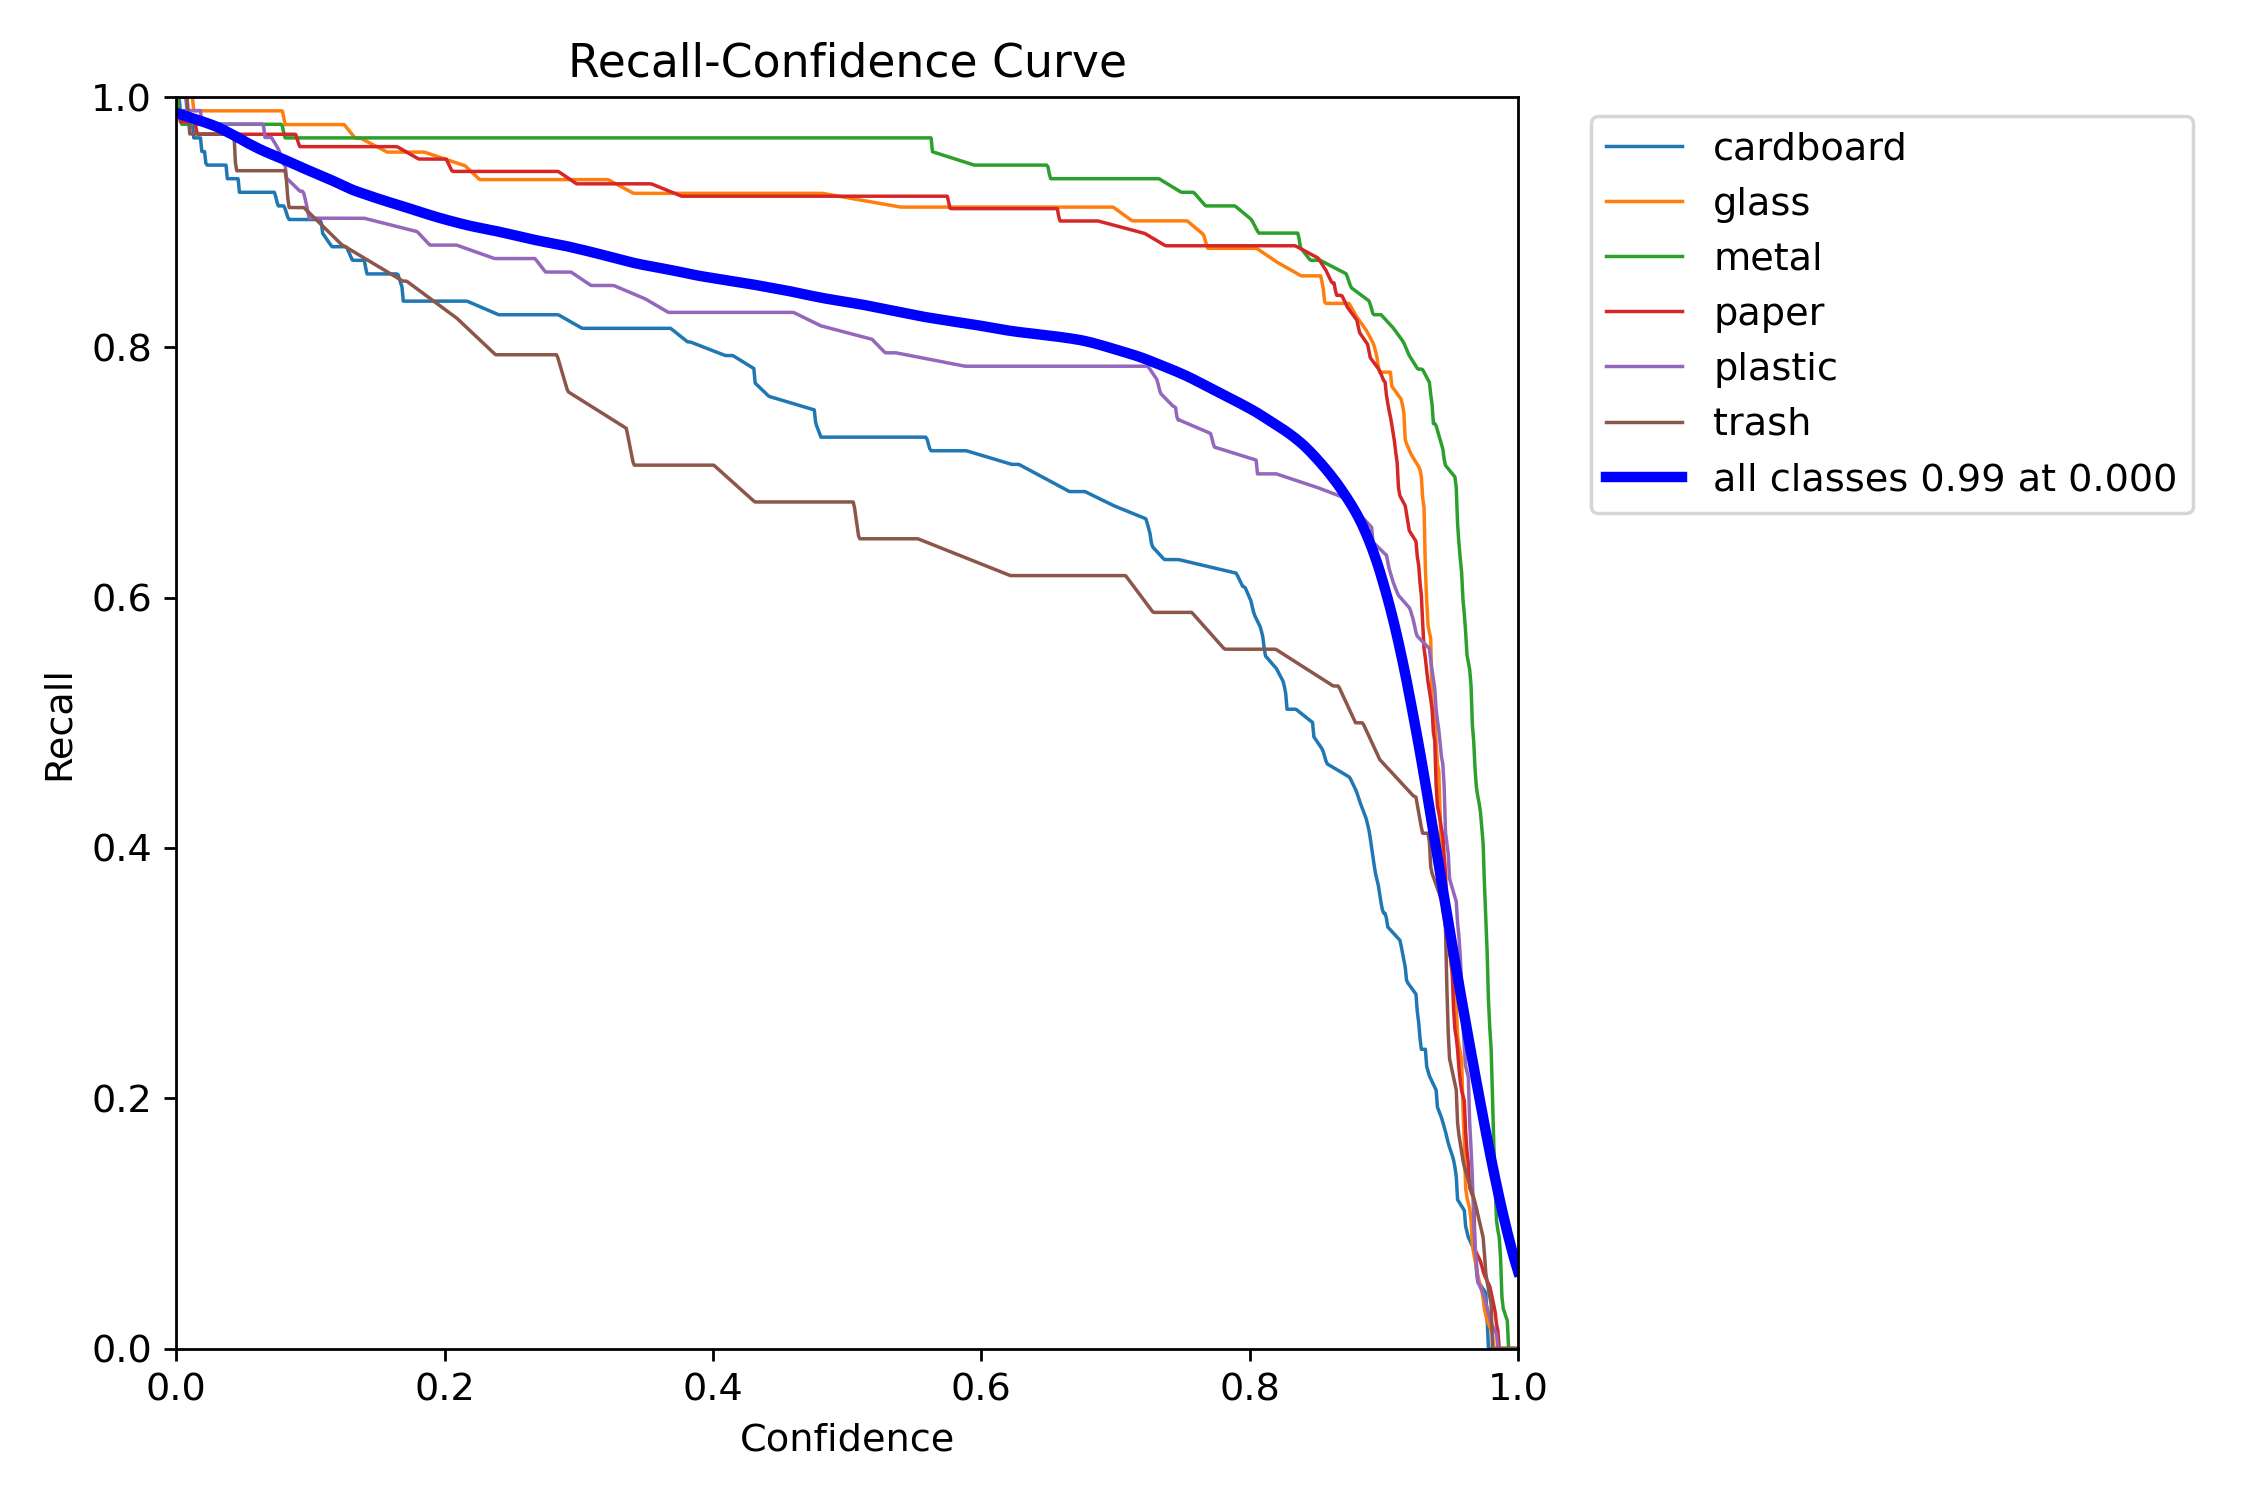 Recall-Confidence Curve
1.0
0.8
0.6
0.4
0.2
0.0
Recall
0.0 0.2 0.4 0.6 0.8 1.0
Confidence
cardboard
glass
metal
paper
plastic
trash
all classes 0.99 at 0.000